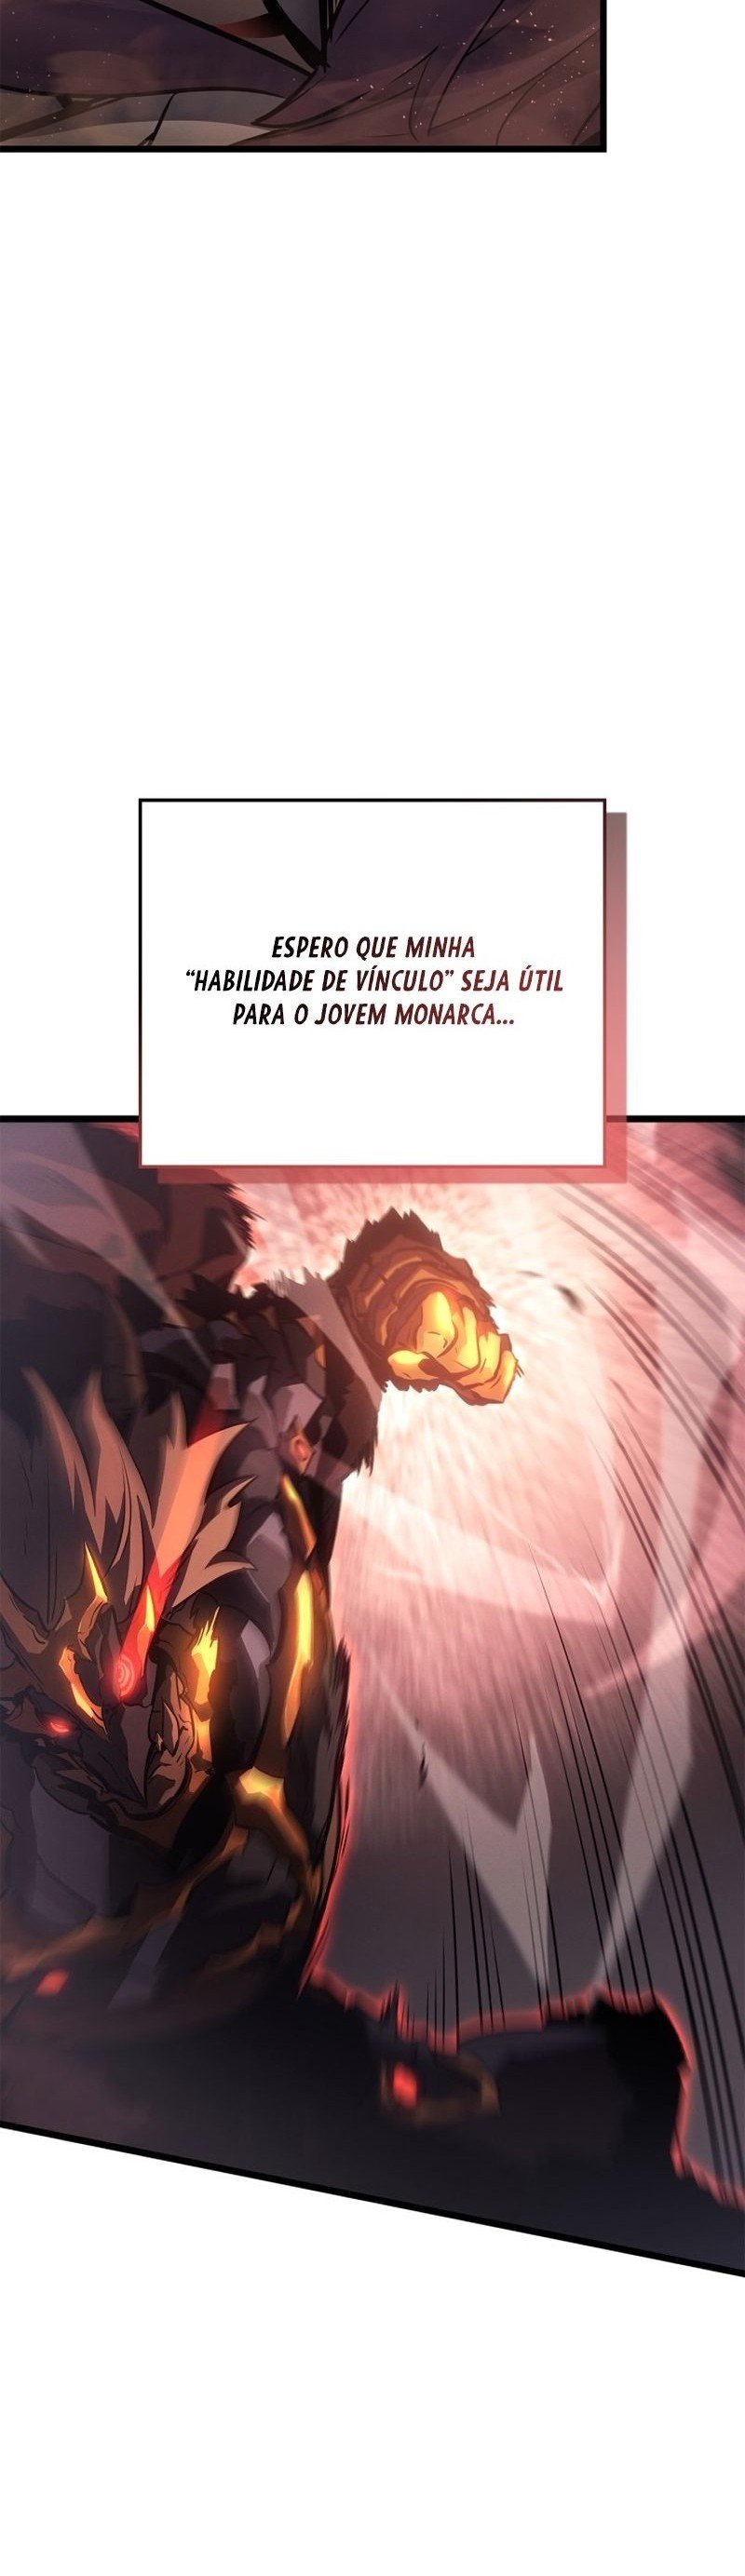 ESPERO QUE MINHA
“HABILIDADE DE VÍNCULO” SEJA ÚTIL
PARA O JOVEM MONARCA...